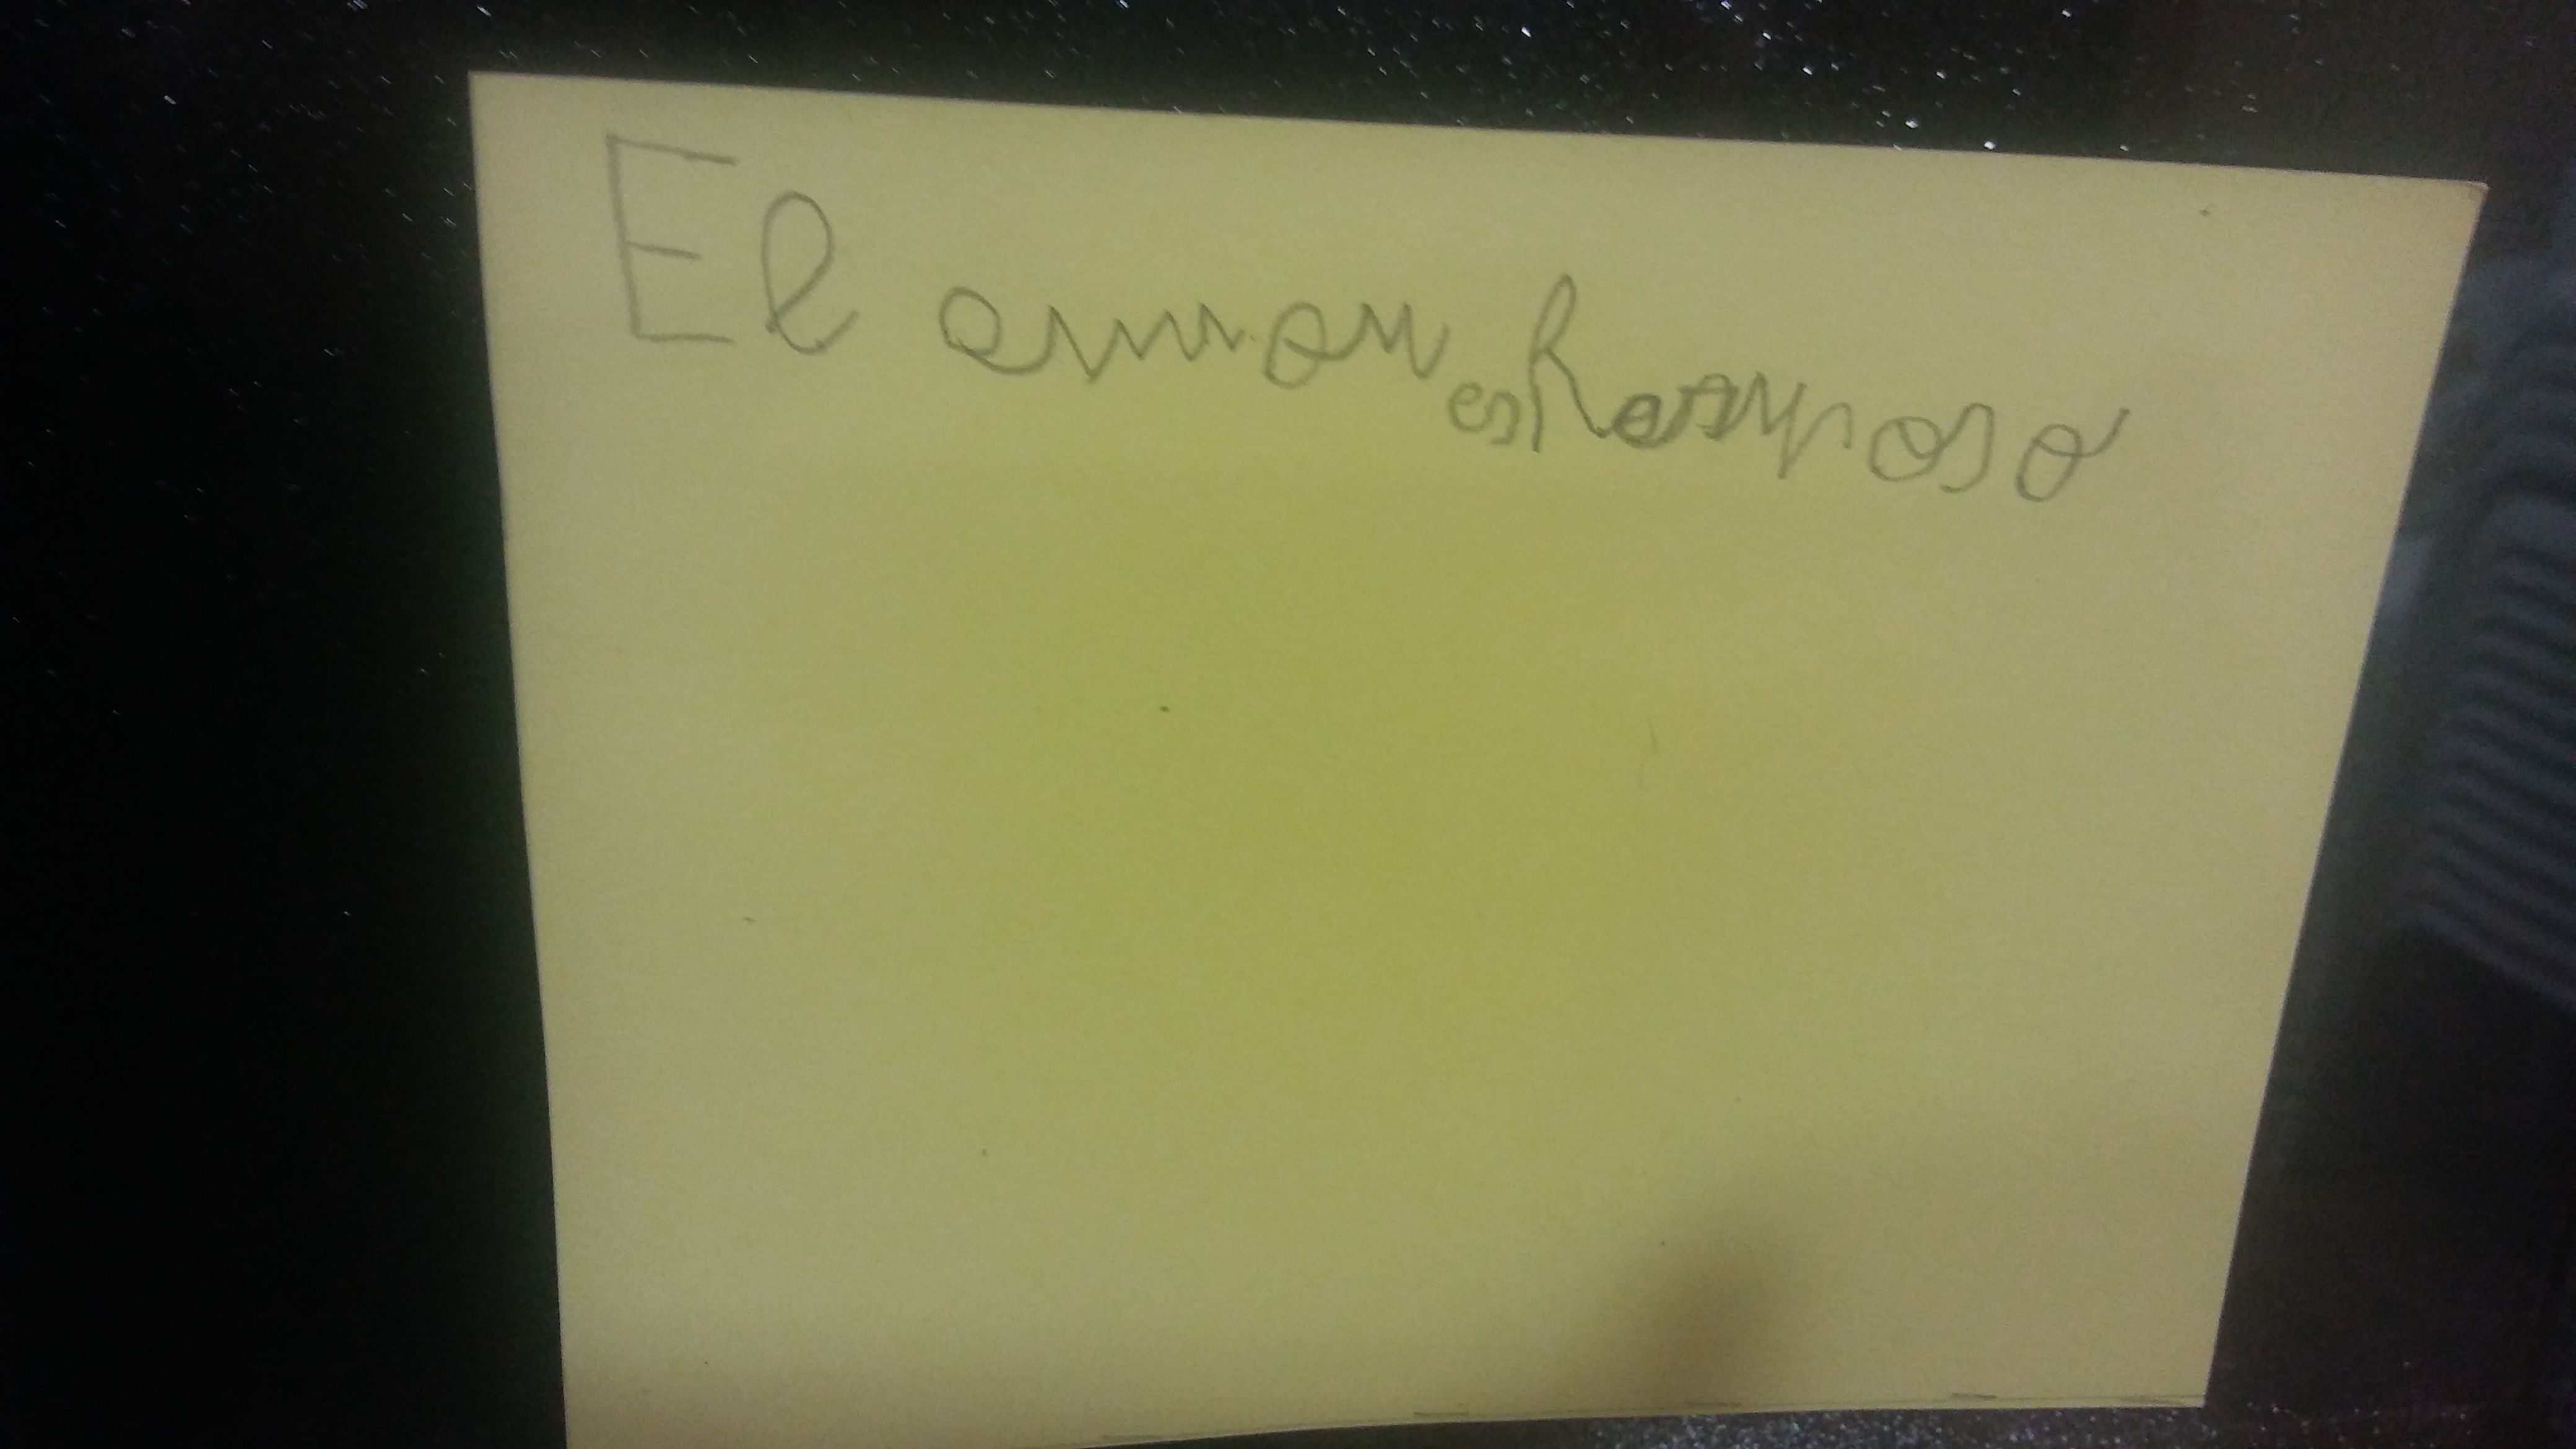 El amor es hermoso